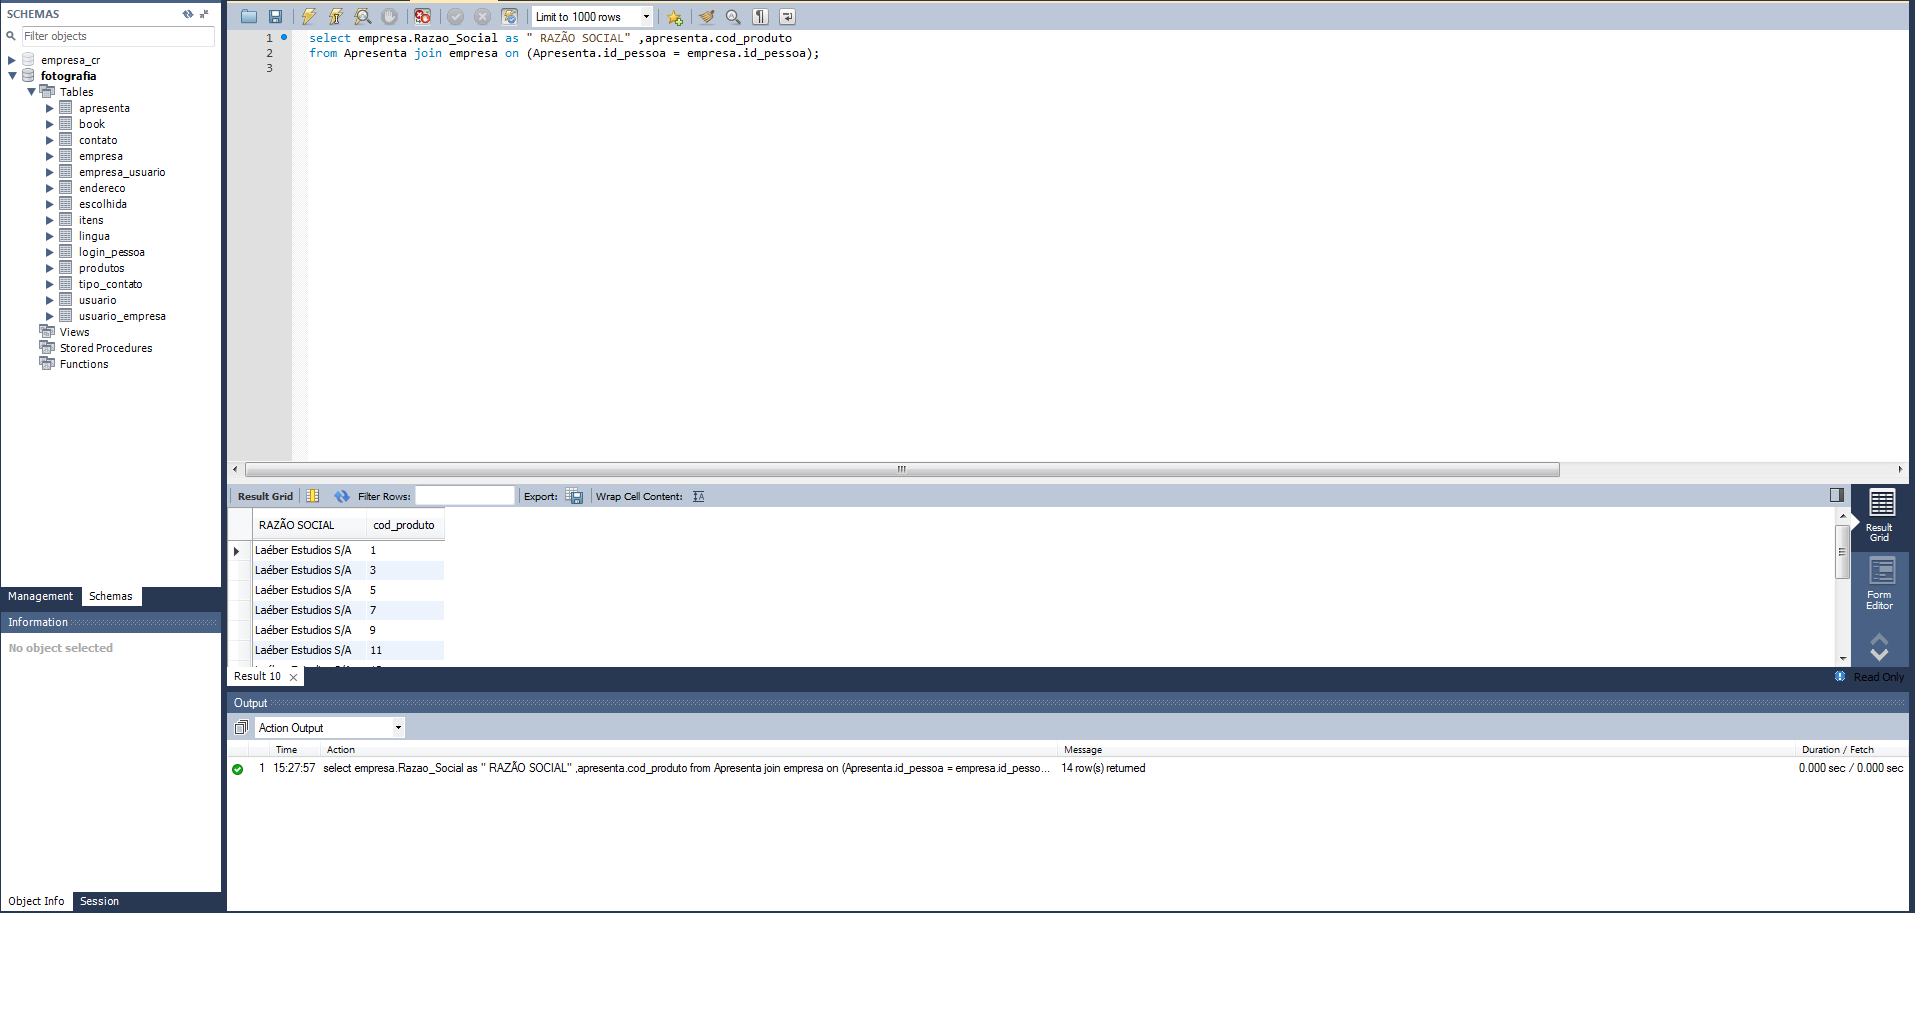 SCHEMAS
Filter objects
empresa_cr
fotografia
Tables
apresenta
book
contato
empresa
empresa_usuario
endereco
escolhida
itens
lingua
login_pessoa
produtos
tipo_contato
usuario
usuario_empresa
Views
Stored Procedures
Functions
Management Schemas
Information
No object selected
Object Info Session
Limit to 1000 rows
1 select empresa.Razao_Social as " RAZÃO SOCIAL" ,apresenta.cod_produto
2 from Apresenta join empresa on (Apresenta.id_pessoa = empresa.id_pessoa);
3
Result Grid Filter Rows: Export: Wrap Cell Content:
RAZÃO SOCIAL cod_produto
Laéber Estudios S/A 1
Laéber Estudios S/A 3
Laéber Estudios S/A 5
Laéber Estudios S/A 7
Laéber Estudios S/A 9
Laéber Estudios S/A 11
Result
Grid
Form
Editor
Result 10 Read Only
Output
Action Output
Time Action Message Duration / Fetch
1 15:27:57 select empresa.Razao_Social as " RAZÃO SOCIAL" ,apresenta.cod_produto from Apresenta join empresa on (Apresenta.id_pessoa = empresa.id_pesso... 14 row(s) returned 0.000 sec / 0.000 sec